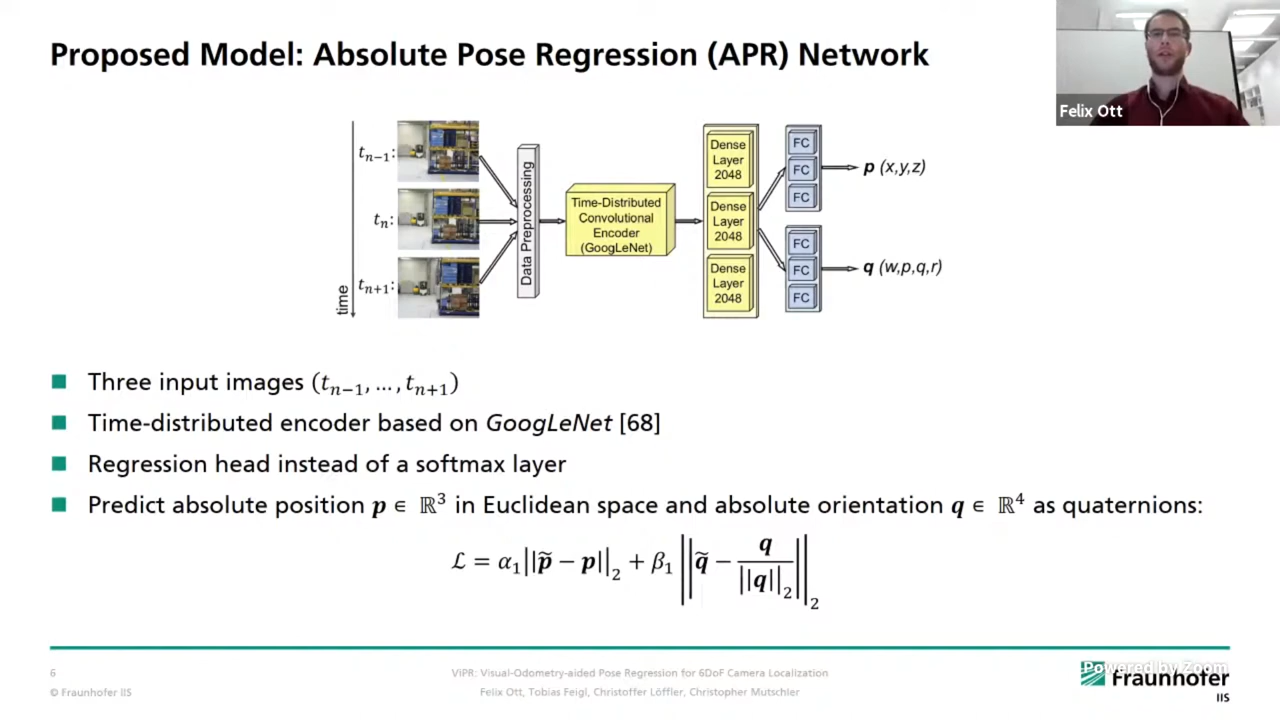 Proposed Model: Absolute Pose Regression (APR) Network
Felix Ott
time
tₙ₋₁:
tₙ:
tₙ₊₁:
Data Preprocessing
Time-Distributed
Convolutional
Encoder
(GoogLeNet)
Dense
Layer
2048
Dense
Layer
2048
Dense
Layer
2048
FC
FC
FC
FC
FC
FC
p (x,y,z)
q (w,p,q,r)
Three input images (tₙ₋₁, … , tₙ₊₁)
Time-distributed encoder based on GoogLeNet [68]
Regression head instead of a softmax layer
Predict absolute position p ∈ ℝ³ in Euclidean space and absolute orientation q ∈ ℝ⁴ as quaternions:
ℒ = α₁||p̃ − p||₂ + β₁ ||q̃ − q/||q||₂||₂
6
© Fraunhofer IIS
ViPR: Visual-Odometry-aided Pose Regression for 6DoF Camera Localization
Felix Ott, Tobias Feigl, Christoffer Löffler, Christopher Mutschler
Powered by Zoom
Fraunhofer
IIS